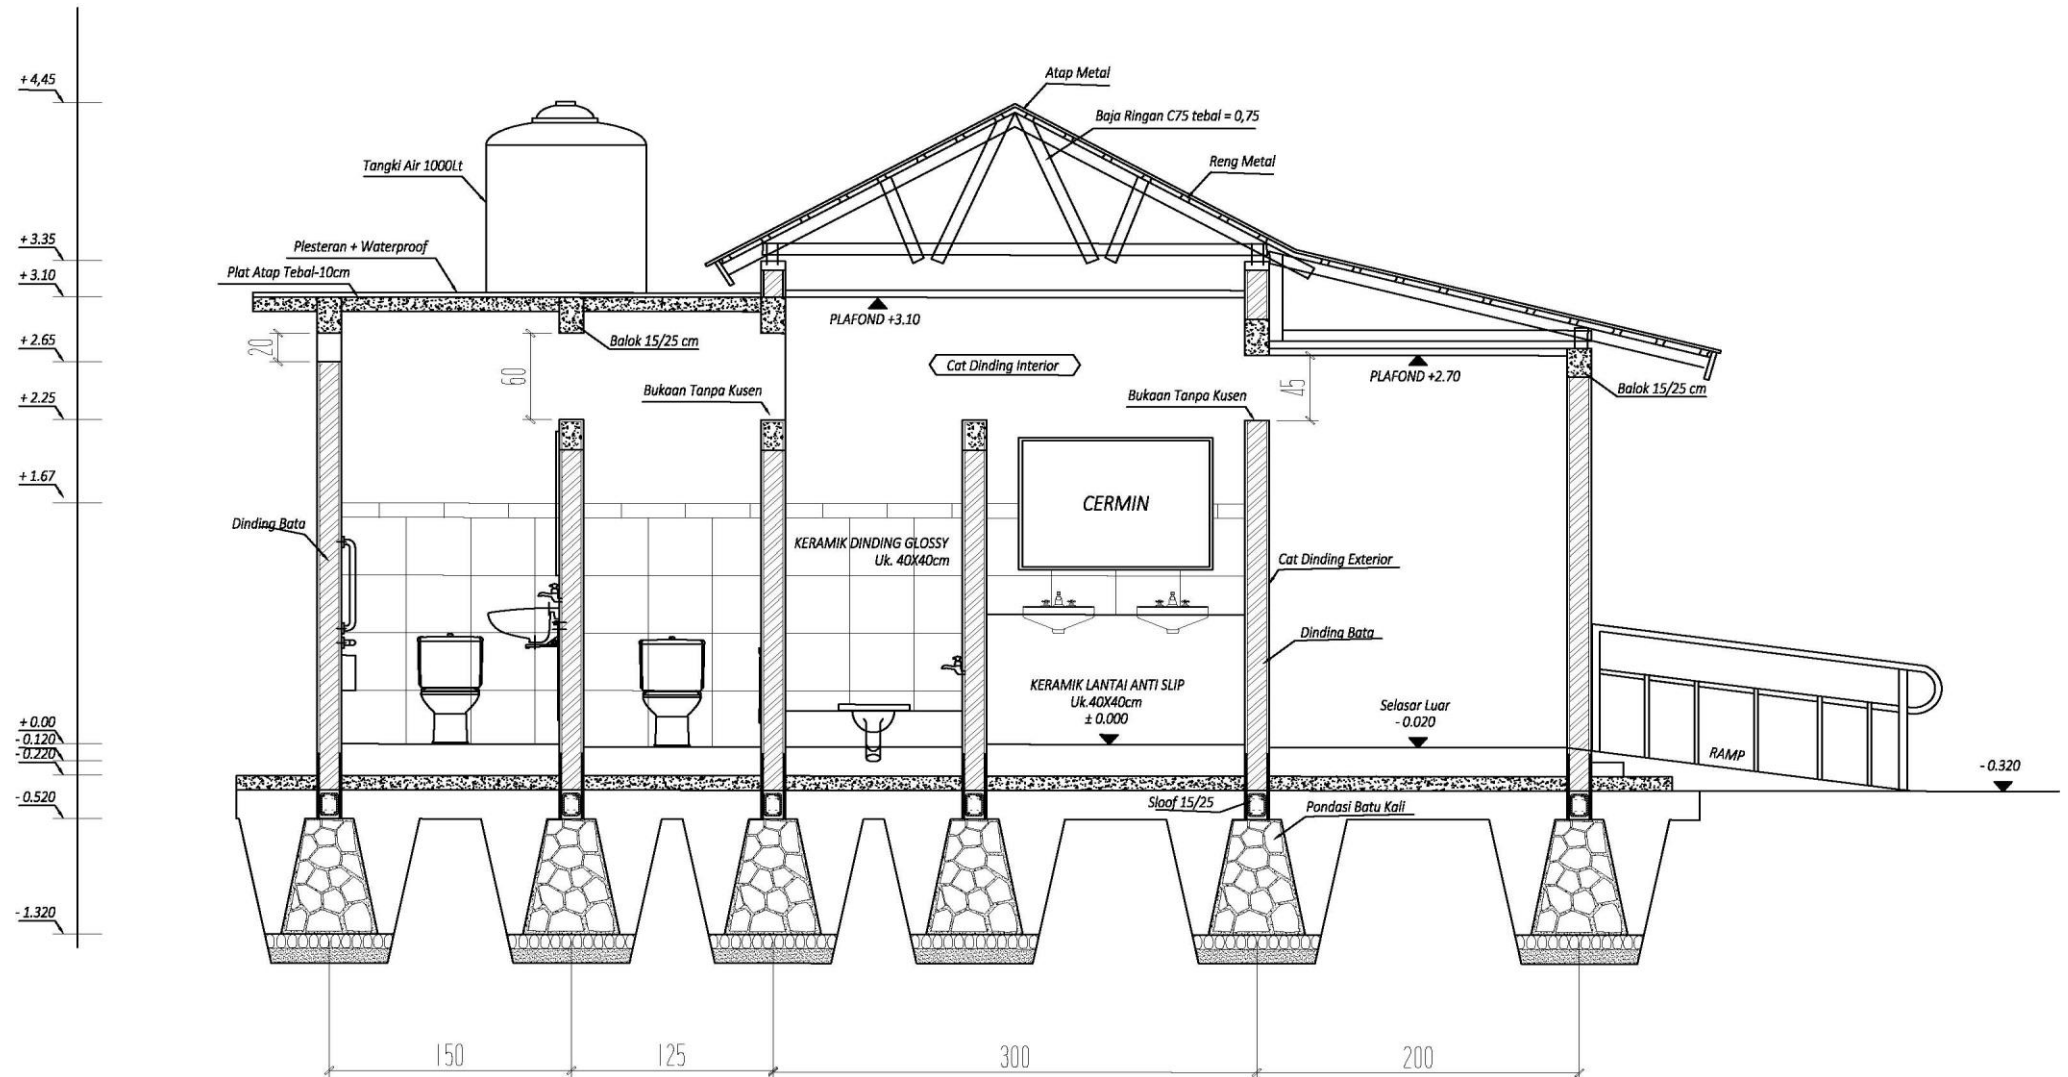 + 4,45
+ 3.35
+ 3.10
+ 2.65
+ 2.25
+ 1.67
+ 0.00
- 0.120
- 0.220
- 0.520
- 1.320
Atap Metal
Baja Ringan C75 tebal = 0,75
Reng Metal
Tangki Air 1000Lt
Plesteran + Waterproof
Plat Atap Tebal-10cm
PLAFOND +3.10
20
60
Balok 15/25 cm
Cat Dinding Interior
Bukaan Tanpa Kusen
Bukaan Tanpa Kusen
45
PLAFOND +2.70
Balok 15/25 cm
CERMIN
Dinding Bata
KERAMIK DINDING GLOSSY
Uk. 40X40cm
Cat Dinding Exterior
Dinding Bata
KERAMIK LANTAI ANTI SLIP
Uk.40X40cm
± 0.000
Selasar Luar
- 0.020
RAMP
- 0.320
Sloof 15/25
Pondasi Batu Kali
150
125
300
200